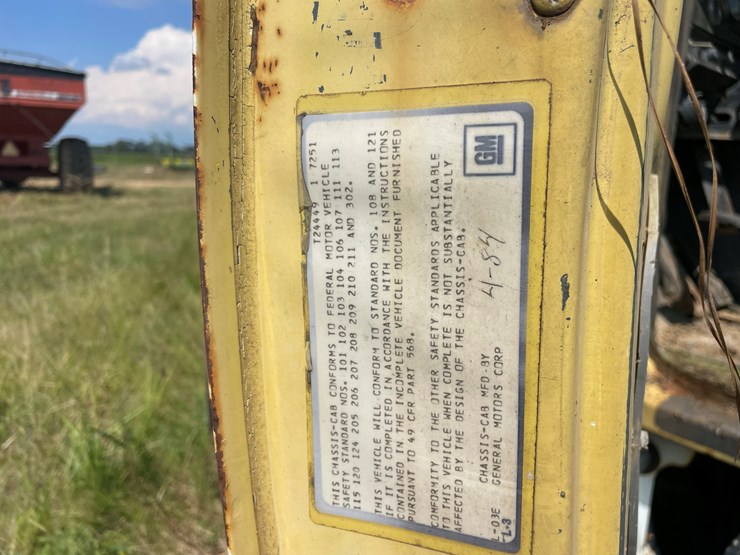 T24449 1 7251
THIS CHASSIS-CAB CONFORMS TO FEDERAL MOTOR VEHICLE
SAFETY STANDARD NOS. 101 102 103 104 106 107 111 113
115 120 124 205 206 207 208 209 210 211 AND 302.
THIS VEHICLE WILL CONFORM TO STANDARD NOS. 108 AND 121
IF IT IS COMPLETED IN ACCORDANCE WITH THE INSTRUCTIONS
CONTAINED IN THE INCOMPLETE VEHICLE DOCUMENT FURNISHED
PURSUANT TO 49 CFR PART 568.
CONFORMITY TO THE OTHER SAFETY STANDARDS APPLICABLE
TO THIS VEHICLE WHEN COMPLETE IS NOT SUBSTANTIALLY
AFFECTED BY THE DESIGN OF THE CHASSIS-CAB.
GM
CHASSIS-CAB MFD. BY
L-03E GENERAL MOTORS CORP
4-84
L-3